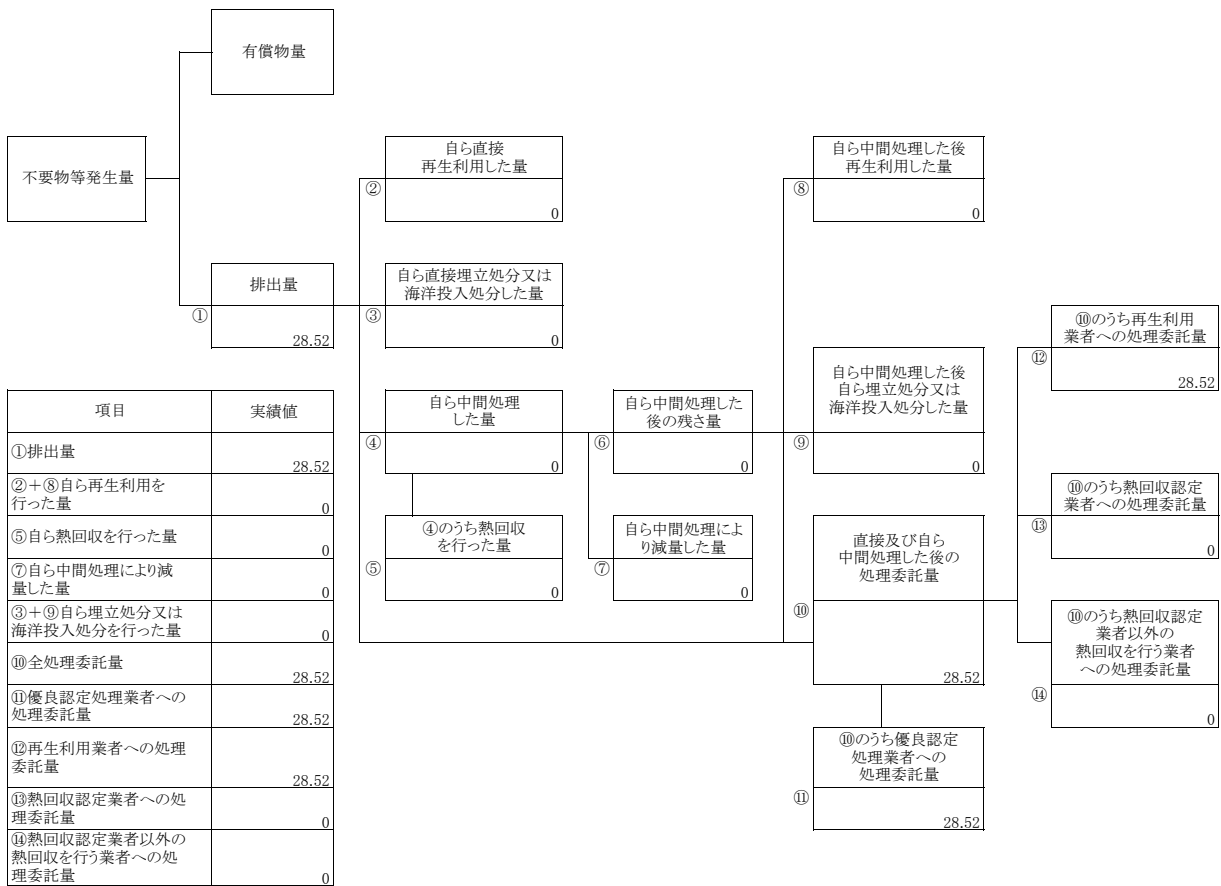 有償物量
不要物等発生量
自ら直接
再生利用した量
②
0
自ら中間処理した後
再生利用した量
⑧
0
排出量
①
28.52
自ら直接埋立処分又は
海洋投入処分した量
③
0
⑩のうち再生利用
業者への処理委託量
⑫
28.52
自ら中間処理
した量
④
0
自ら中間処理した
後の残さ量
⑥
0
自ら中間処理した後
自ら埋立処分又は
海洋投入処分した量
⑨
0
⑩のうち熱回収認定
業者への処理委託量
⑬
0
④のうち熱回収
を行った量
⑤
0
自ら中間処理によ
り減量した量
⑦
0
直接及び自ら
中間処理した後の
処理委託量
⑩
28.52
⑩のうち熱回収認定
業者以外の
熱回収を行う業者
への処理委託量
⑭
0
⑩のうち優良認定
処理業者への
処理委託量
⑪
28.52
項目 実績値
①排出量
28.52
②+⑧自ら再生利用を
行った量
0
⑤自ら熱回収を行った量
0
⑦自ら中間処理により減
量した量
0
③+⑨自ら埋立処分又は
海洋投入処分を行った量
0
⑩全処理委託量
28.52
⑪優良認定処理業者への
処理委託量
28.52
⑫再生利用業者への処理
委託量
28.52
⑬熱回収認定業者への処
理委託量
0
⑭熱回収認定業者以外の
熱回収を行う業者への処
理委託量
0